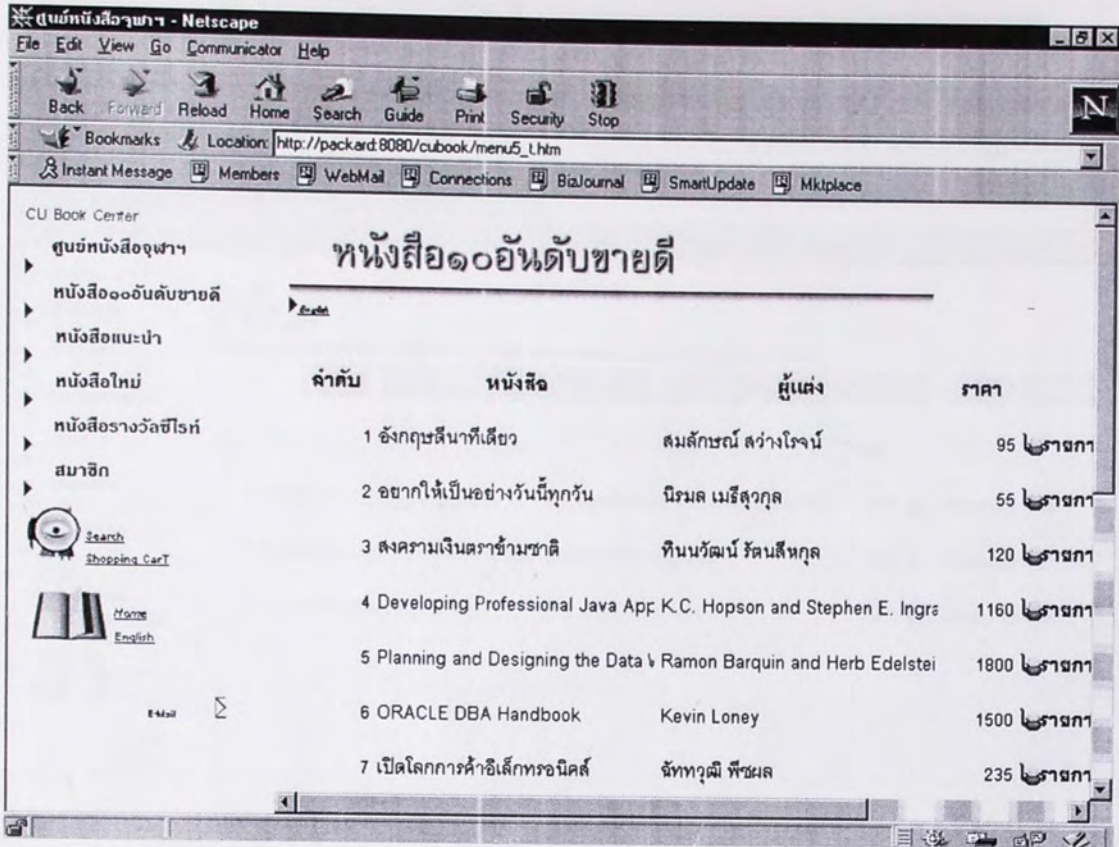 ศูนย์หนังสือจุฬาฯ - Netscape
File Edit View Go Communicator Help
Back Forward Reload Home Search Guide Print Security Stop
N
Bookmarks Location: http://packard:8080/cubook/menu5_t.htm
Instant Message Members WebMail Connections BizJournal SmartUpdate Mktplace
CU Book Center
ศูนย์หนังสือจุฬาฯ
หนังสือ๑๐อันดับขายดี
หนังสือแนะนำ
หนังสือใหม่
หนังสือรางวัลซีไรท์
สมาชิก
Search
Shopping CarT
Home
English
E-Mail
หนังสือ๑๐อันดับขายดี
English
ลำดับ หนังสือ ผู้แต่ง ราคา
1 อังกฤษดีนาทีเดียว สมลักษณ์ สว่างโรจน์ 95 รายกา
2 อยากให้เป็นอย่างวันนี้ทุกวัน นิรมล เมธีสุวกุล 55 รายกา
3 สงครามเงินตราข้ามชาติ ทินนวัฒน์ รัตนสีหกุล 120 รายกา
4 Developing Professional Java App K.C. Hopson and Stephen E. Ingra 1160 รายกา
5 Planning and Designing the Data W Ramon Barquin and Herb Edelstei 1800 รายกา
6 ORACLE DBA Handbook Kevin Loney 1500 รายกา
7 เปิดโลกการค้าอิเล็กทรอนิคส์ ฉัททวุฒิ พีชผล 235 รายกา